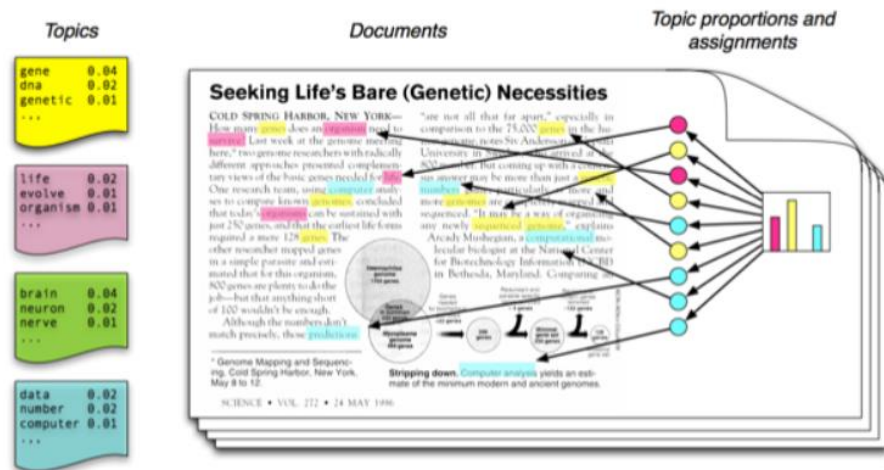 Topics
gene 0.04
dna 0.02
genetic 0.01
...
life 0.02
evolve 0.01
organism 0.01
...
brain 0.04
neuron 0.02
nerve 0.01
...
data 0.02
number 0.02
computer 0.01
...
Documents
Seeking Life's Bare (Genetic) Necessities
COLD SPRING HARBOR, NEW YORK—
How many genes does an organism need to
survive? Last week at the genome meeting
here,* two genome researchers with radically
different approaches presented complemen-
tary views of the basic genes needed for life.
One research team, using computer analy-
ses to compare known genomes, concluded
that today's organisms can be sustained with
just 250 genes, and that the earliest life forms
required a mere 128 genes. The
other researcher mapped genes
in a simple parasite and esti-
mated that for this organism,
800 genes are plenty to do the
job—but that anything short
of 100 wouldn't be enough.
Although the numbers don't
match precisely, those predictions
* Genome Mapping and Sequenc-
ing, Cold Spring Harbor, New York,
May 8 to 12.
"are not all that far apart," especially in
comparison to the 75,000 genes in the hu-
genome, notes Siv Andersson
University in arrived at the
800 number. But coming up with a
sus answer may be more than just a
numbers particularly more and
more genomes are mapped and
sequenced. "It may be a way of organizing
any newly sequenced genome," explains
Arcady Mushegian, a computational mo-
lecular biologist at the National Center
for Biotechnology Information (NCBI)
in Bethesda, Maryland. Comparing an
Haemophilus
genome
1703 genes
Mycoplasma
genome
Stripping down. Computer analysis yields an esti-
mate of the minimum modern and ancient genomes.
SCIENCE • VOL. 272 • 24 MAY 1996
Topic proportions and
assignments